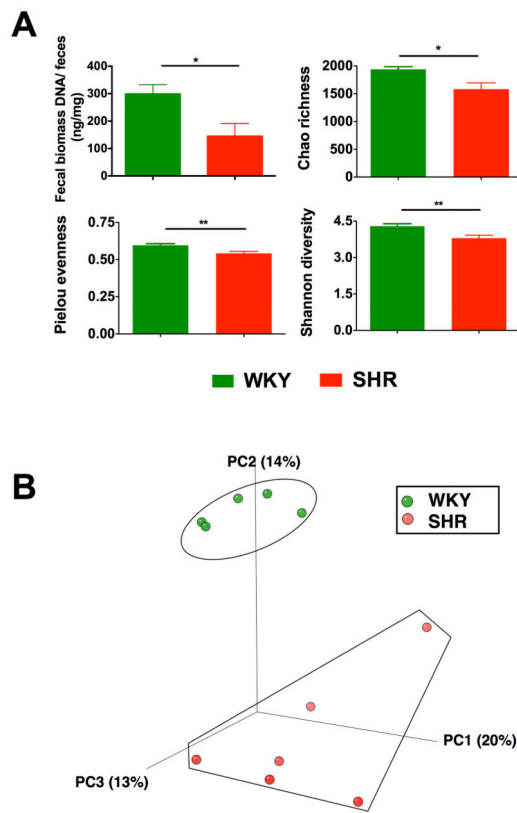 A
Fecal biomass DNA/ feces
(ng/mg)
400
300
200
100
0
*
Chao richness
2000
1500
1000
500
0
*
Pielou evenness
0.75
0.50
0.25
0.00
**
Shannon diversity
4.5
3.0
1.5
0.0
**
WKY SHR
B
PC2 (14%)
WKY
SHR
PC1 (20%)
PC3 (13%)